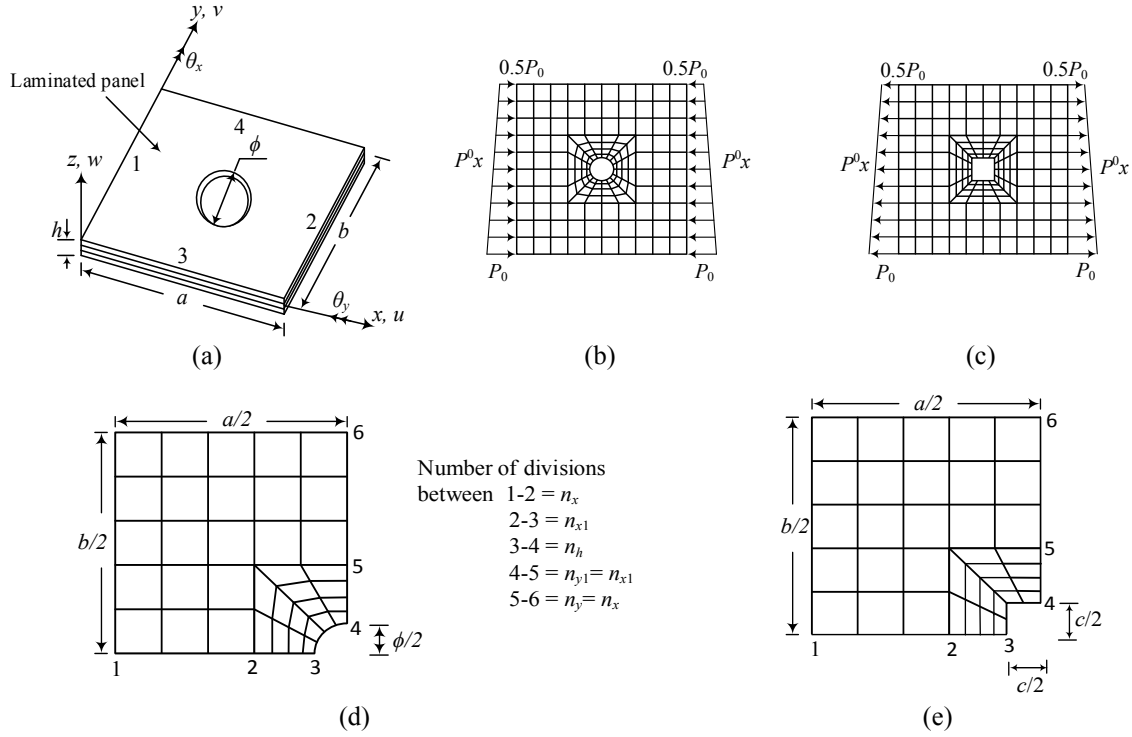 y, v
θx
Laminated panel
4
1
ϕ
z, w
2
b
h
3
a
θy
x, u
(a)
0.5P0 0.5P0
P0x P0x
P0 P0
(b)
0.5P0 0.5P0
P0x P0x
P0 P0
(c)
a/2
6
b/2
5
4
ϕ/2
1 2 3
(d)
Number of divisions
between 1-2 = nx
2-3 = nx1
3-4 = nh
4-5 = ny1= nx1
5-6 = ny= nx
a/2
6
b/2
5
4
c/2
1 2 3
c/2
(e)